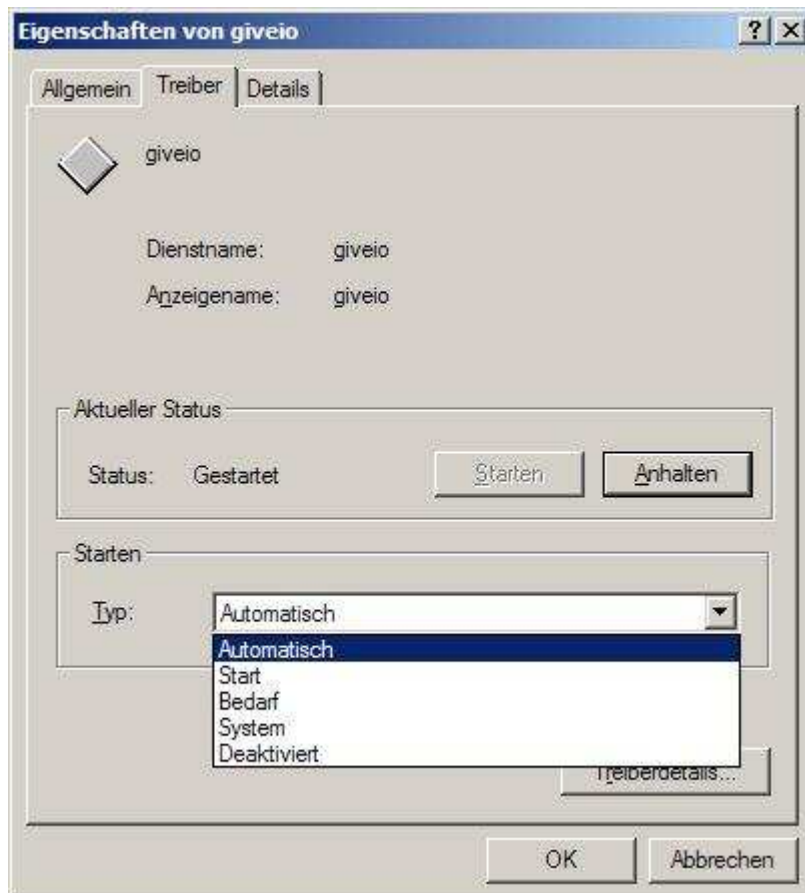 Eigenschaften von giveio
Allgemein Treiber Details
giveio
Dienstname: giveio
Anzeigename: giveio
Aktueller Status
Status: Gestartet Starten Anhalten
Starten
Typ: Automatisch
Automatisch
Start
Bedarf
System
Deaktiviert
Treiberdetails...
OK Abbrechen